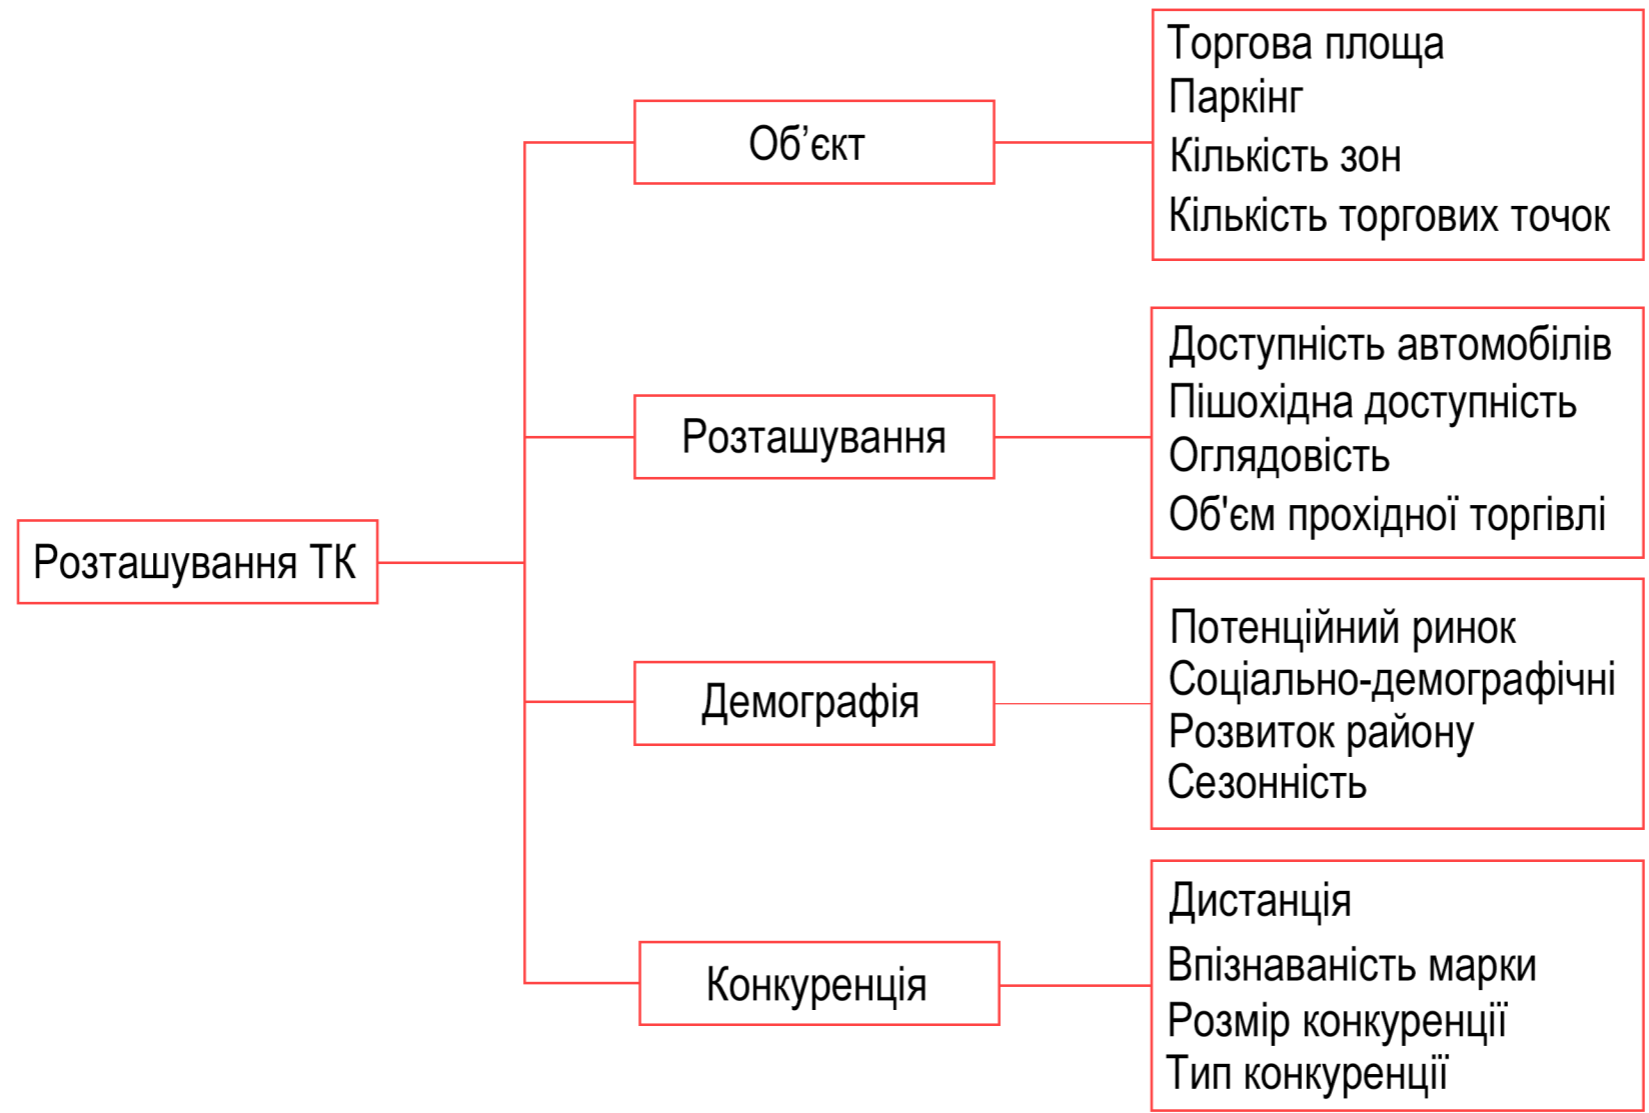 Розташування ТК
Об’єкт
Торгова площа
Паркінг
Кількість зон
Кількість торгових точок
Розташування
Доступність автомобілів
Пішохідна доступність
Оглядовість
Об'єм прохідної торгівлі
Демографія
Потенційний ринок
Соціально-демографічні
Розвиток району
Сезонність
Конкуренція
Дистанція
Впізнаваність марки
Розмір конкуренції
Тип конкуренції